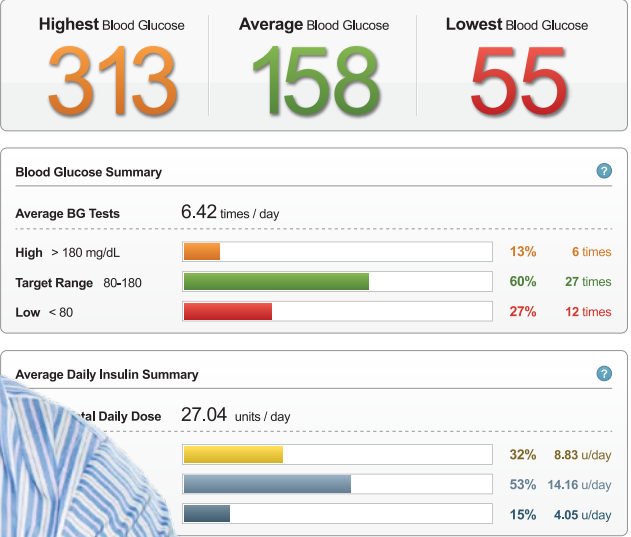 Highest Blood Glucose Average Blood Glucose Lowest Blood Glucose
313 158 55
Blood Glucose Summary ?
Average BG Tests 6.42 times / day
High > 180 mg/dL 13% 6 times
Target Range 80-180 60% 27 times
Low < 80 27% 12 times
Average Daily Insulin Summary ?
Daily Dose 27.04 units / day
32% 8.83 u/day
53% 14.16 u/day
15% 4.05 u/day